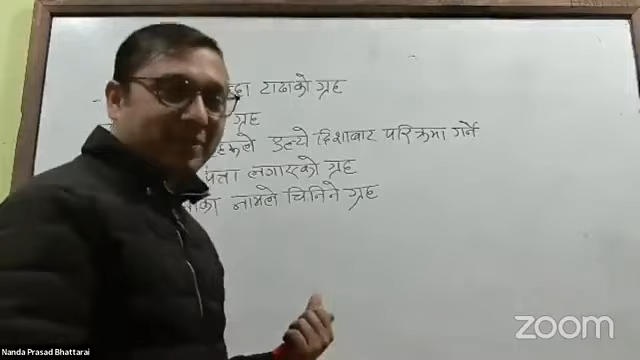 टाढाको ग्रह
ग्रह
उल्टो दिशाबाट परिक्रमा गर्ने
पत्ता लगाएको ग्रह
नामले चिनिने ग्रह
Nanda Prasad Bhattarai
zoom